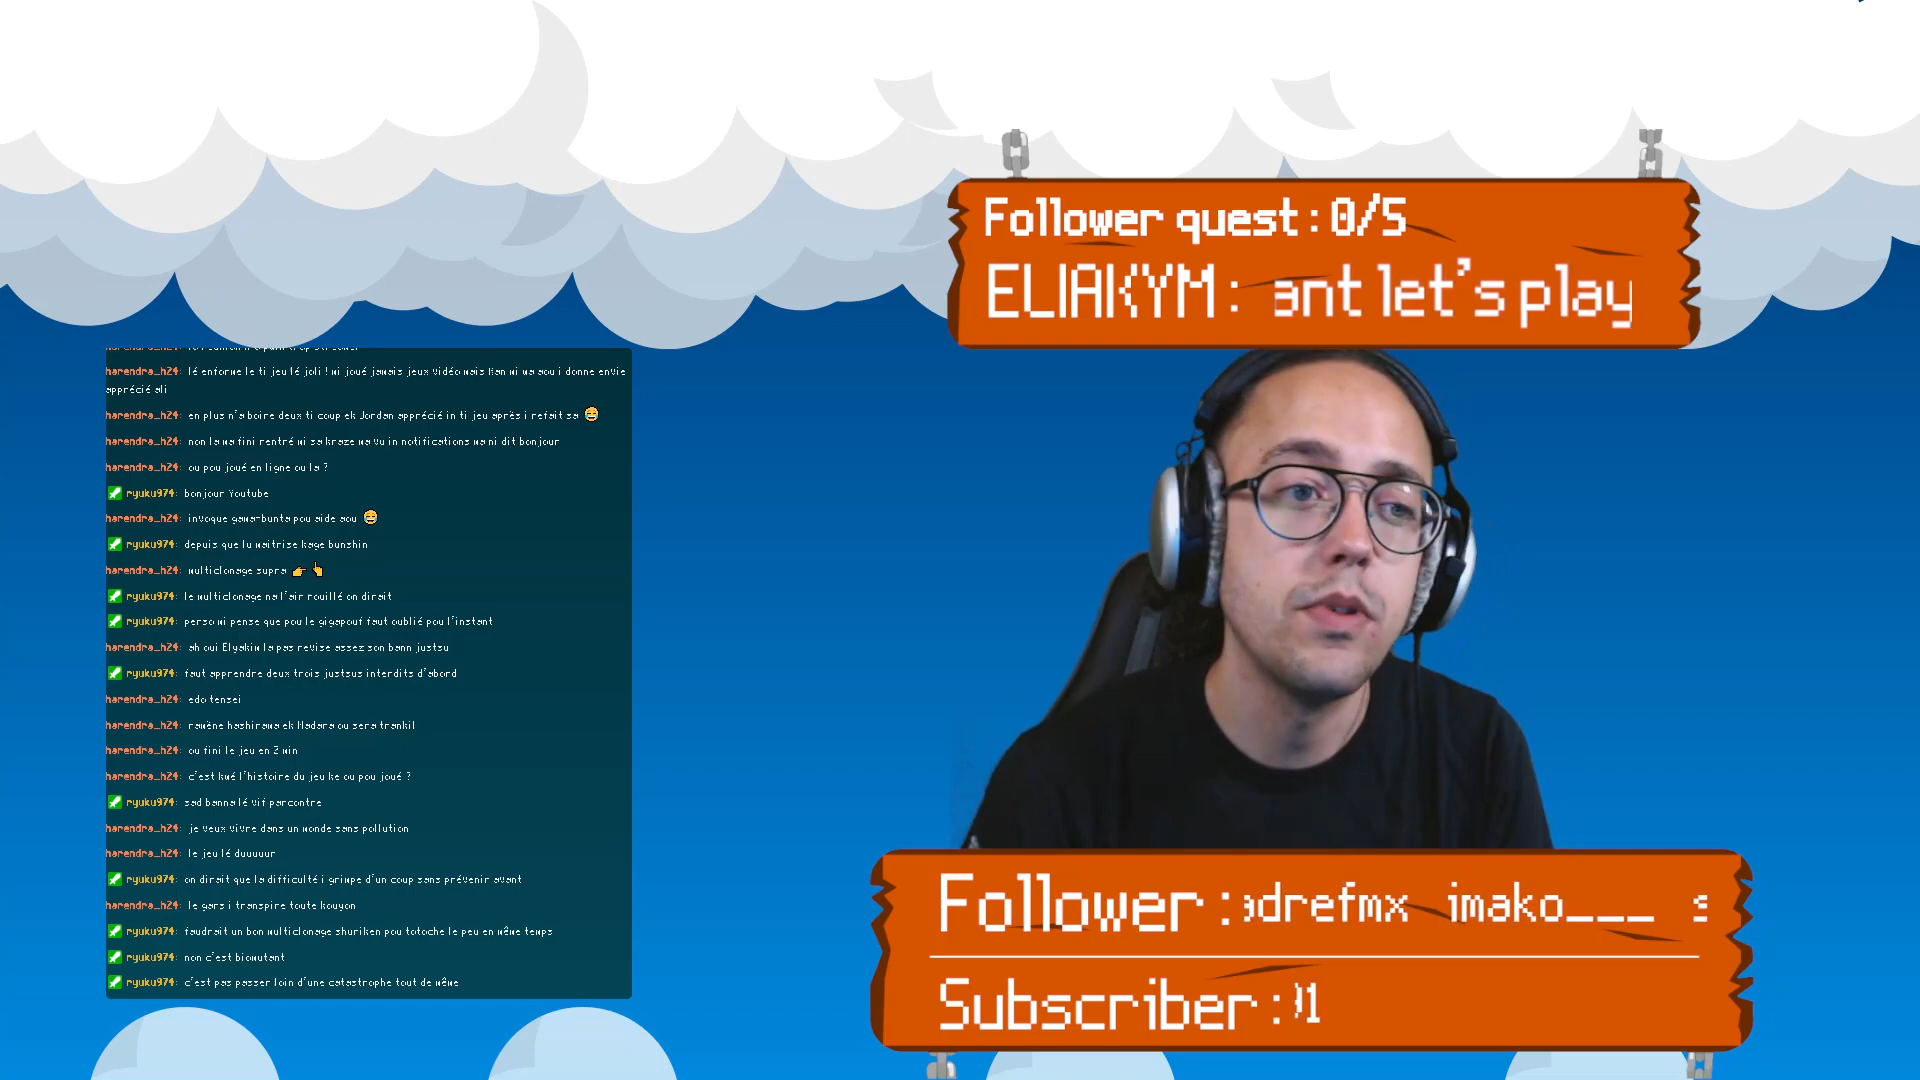 Follower quest : 0/5
ELIAKYM : ant let's play
harendra_h24: lé enforme le ti jeu té joli ! mi joué jamais jeux vidéo mais kan mi wa aou i donne envie
apprécié ali
harendra_h24: en plus n'a boire deux ti coup ek Jordan apprécié in ti jeu après i refait sa
harendra_h24: non la wa fini rentré mi sa kraze wa vu in notifications wa ni dit bonjour
harendra_h24: ou pou joué en ligne ou la ?
ryuku974: bonjour Youtube
harendra_h24: invoque gama-bunta pou aide aou
ryuku974: depuis que lu maitrise kage bunshin
harendra_h24: multiclonage supra
ryuku974: le multiclonage na l'air rouillé on dirait
ryuku974: perso mi pense que pou le gigapouf faut oublié pou l'instant
harendra_h24: ah oui Elyakim la pas revise assez son bann justsu
ryuku974: faut apprendre deux trois justsus interdits d'abord
harendra_h24: edo tensei
harendra_h24: ramène hashirama ek Madara ou sera trankil
harendra_h24: ou fini le jeu en 2 min
harendra_h24: c'est kwé l'histoire du jeu ke ou pou joué ?
ryuku974: sad banna lé vif parcontre
harendra_h24: je veux vivre dans un monde sans pollution
harendra_h24: le jeu lé duuuuur
ryuku974: on dirait que la difficulté i grimpe d'un coup sans prévenir avant
harendra_h24: le gars i transpire toute kouyon
ryuku974: faudrait un bon multiclonage shuriken pou totoche le peu en même temps
ryuku974: non c'est biomutant
ryuku974: c'est pas passer loin d'une catastrophe tout de même
Follower : drefmx imako___ s
Subscriber : 1